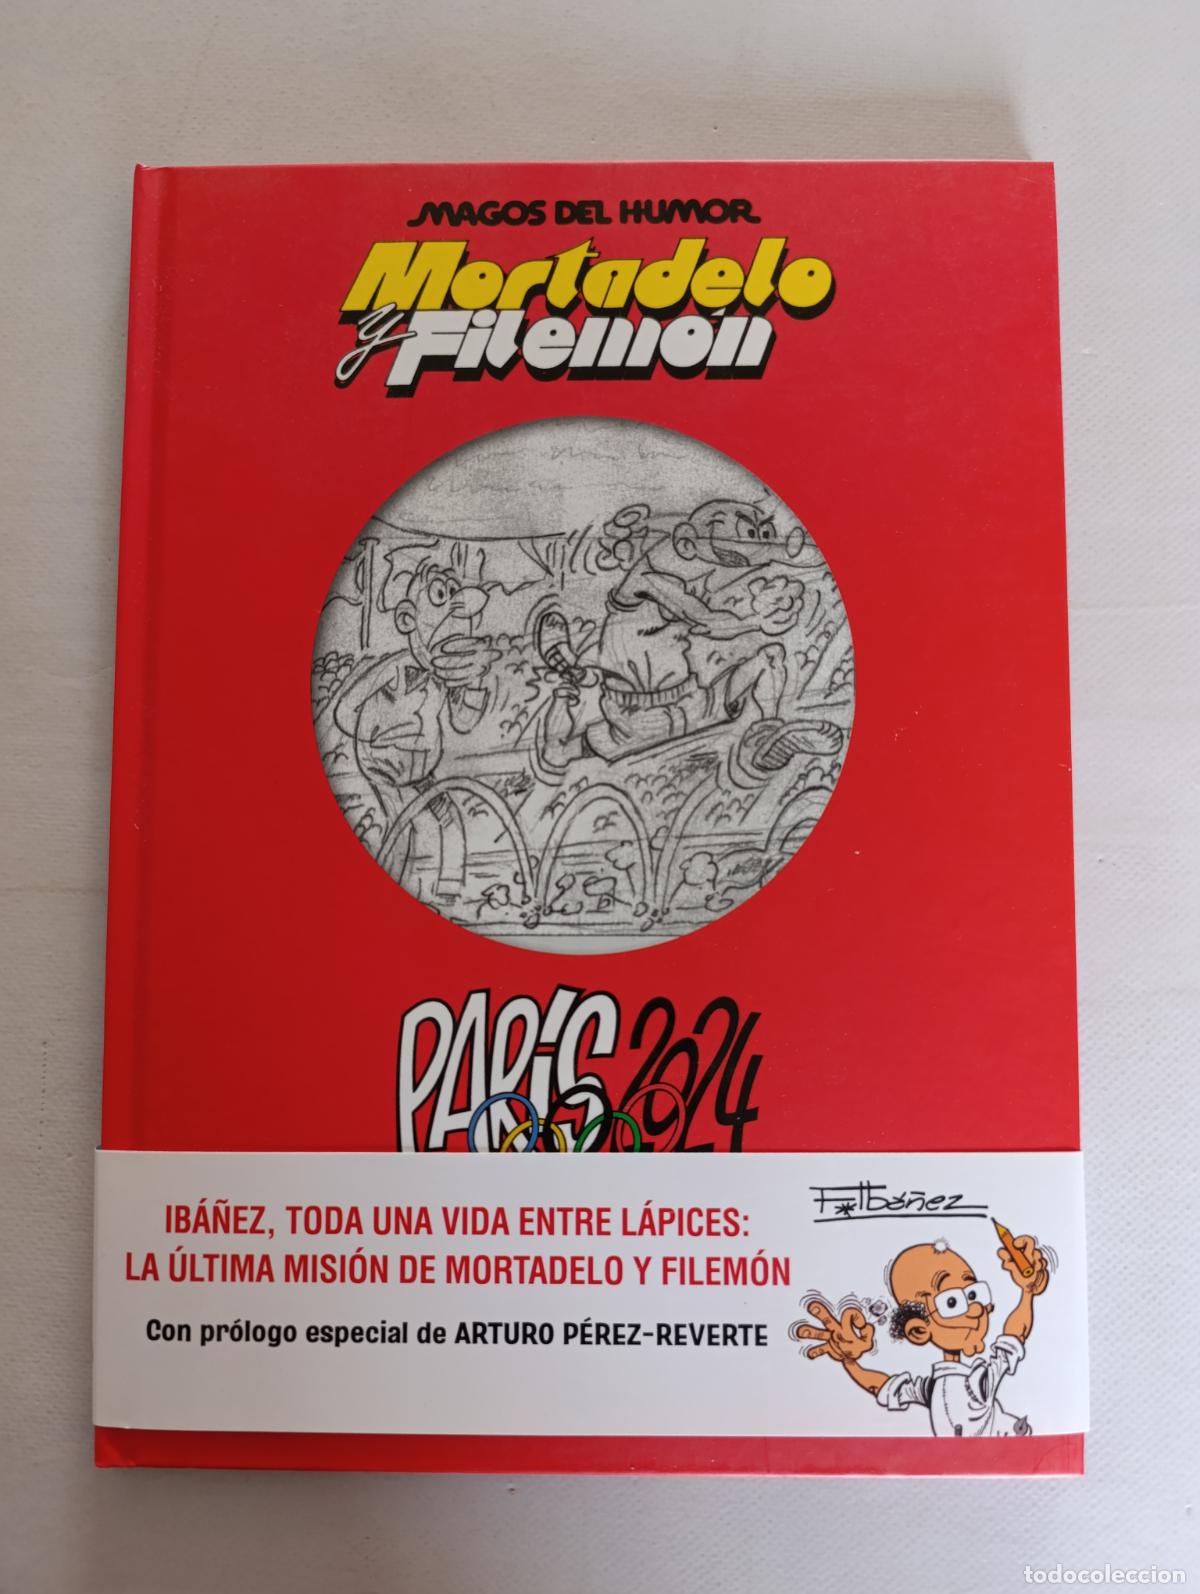 MAGOS DEL HUMOR
Mortadelo
y Filemón
PARÍS 2024
IBÁÑEZ, TODA UNA VIDA ENTRE LÁPICES:
LA ÚLTIMA MISIÓN DE MORTADELO Y FILEMÓN
Con prólogo especial de ARTURO PÉREZ-REVERTE
F. Ibáñez
todocoleccion